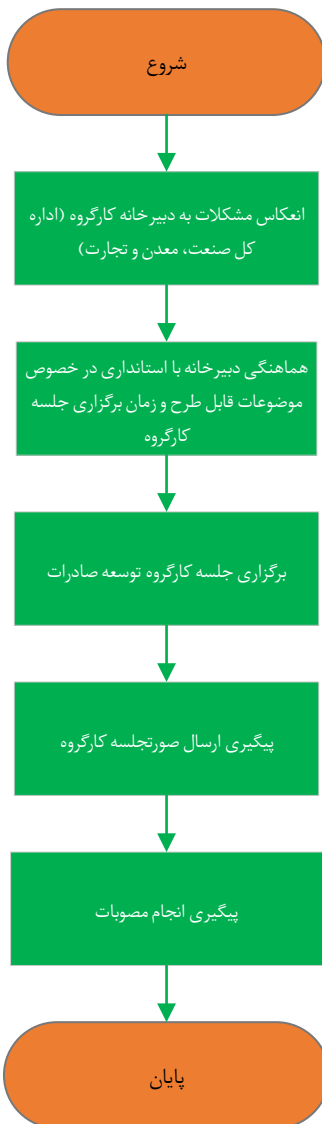 شروع
انعکاس مشکلات به دبیرخانه کارگروه (اداره
کل صنعت، معدن و تجارت)
هماهنگی دبیرخانه با استانداری در خصوص
موضوعات قابل طرح و زمان برگزاری جلسه
کارگروه
برگزاری جلسه کارگروه توسعه صادرات
پیگیری ارسال صورتجلسه کارگروه
پیگیری انجام مصوبات
پایان